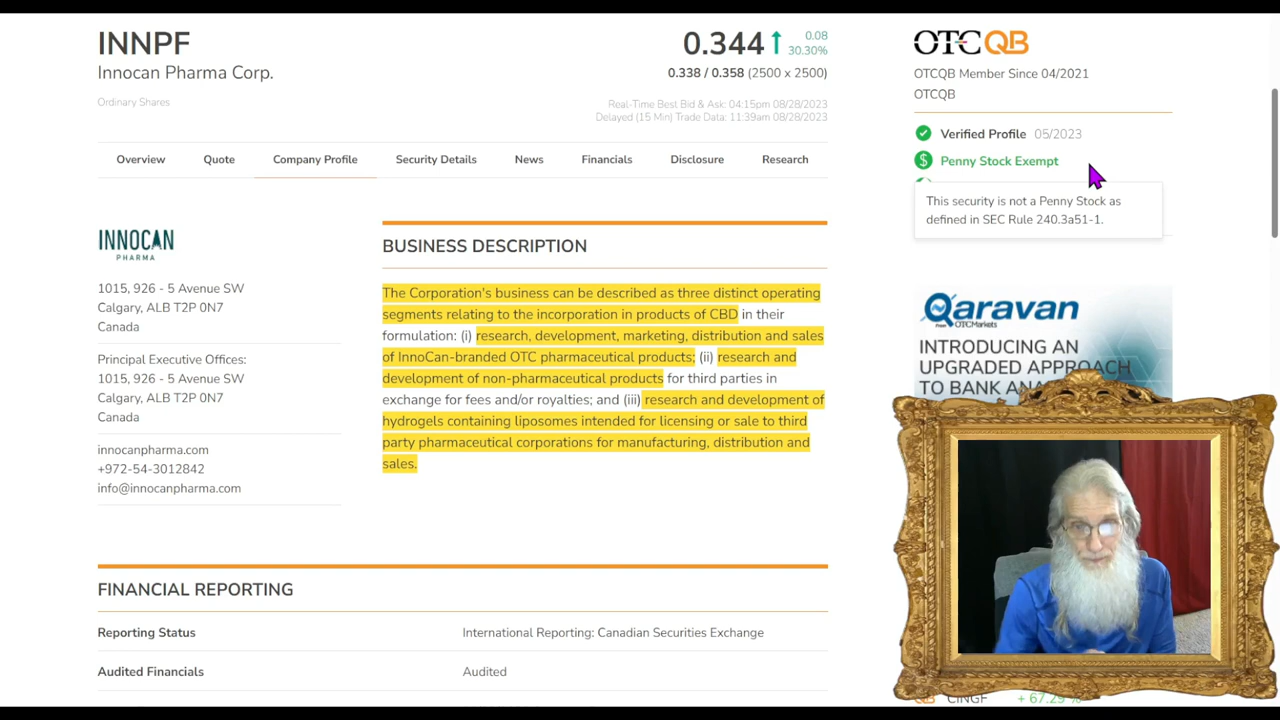 INNPF
Innocan Pharma Corp.
Ordinary Shares
0.344
0.08
30.30%
0.338 / 0.358 (2500 x 2500)
Real-Time Best Bid & Ask: 04:15pm 08/28/2023
Delayed (15 Min) Trade Data: 11:39am 08/28/2023
Overview Quote Company Profile Security Details News Financials Disclosure Research
INNOCAN
PHARMA
1015, 926 - 5 Avenue SW
Calgary, ALB T2P 0N7
Canada
Principal Executive Offices:
1015, 926 - 5 Avenue SW
Calgary, ALB T2P 0N7
Canada
innocanpharma.com
+972-54-3012842
info@innocanpharma.com
BUSINESS DESCRIPTION
The Corporation's business can be described as three distinct operating
segments relating to the incorporation in products of CBD in their
formulation: (i) research, development, marketing, distribution and sales
of InnoCan-branded OTC pharmaceutical products; (ii) research and
development of non-pharmaceutical products for third parties in
exchange for fees and/or royalties; and (iii) research and development of
hydrogels containing liposomes intended for licensing or sale to third
party pharmaceutical corporations for manufacturing, distribution and
sales.
FINANCIAL REPORTING
Reporting Status International Reporting: Canadian Securities Exchange
Audited Financials Audited
OTCQB
OTCQB Member Since 04/2021
OTCQB
Verified Profile 05/2023
$ Penny Stock Exempt
This security is not a Penny Stock as
defined in SEC Rule 240.3a51-1.
Qaravan
From OTCMarkets
INTRODUCING AN
UPGRADED APPROACH
TO BANK
QB CINGF + 67.29 %